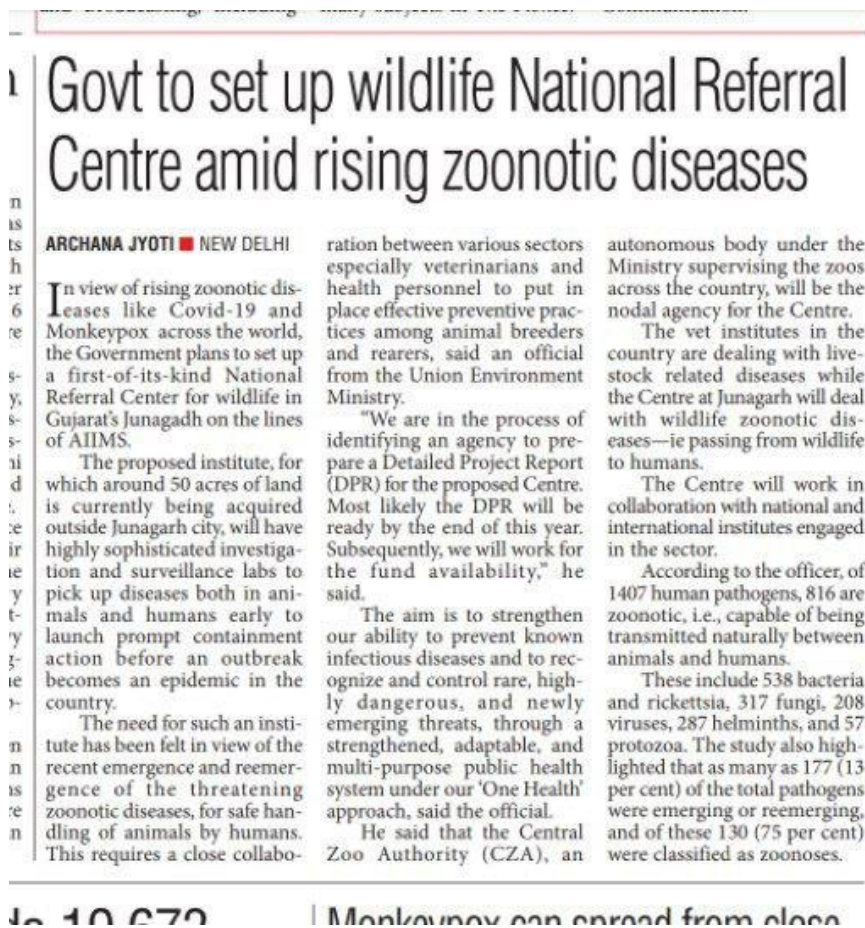 Govt to set up wildlife National Referral
Centre amid rising zoonotic diseases
ARCHANA JYOTI ■ NEW DELHI
In view of rising zoonotic dis-
eases like Covid-19 and
Monkeypox across the world,
the Government plans to set up
a first-of-its-kind National
Referral Center for wildlife in
Gujarat's Junagadh on the lines
of AIIMS.
The proposed institute, for
which around 50 acres of land
is currently being acquired
outside Junagarh city, will have
highly sophisticated investiga-
tion and surveillance labs to
pick up diseases both in ani-
mals and humans early to
launch prompt containment
action before an outbreak
becomes an epidemic in the
country.
The need for such an insti-
tute has been felt in view of the
recent emergence and reemer-
gence of the threatening
zoonotic diseases, for safe han-
dling of animals by humans.
This requires a close collabo-
ration between various sectors
especially veterinarians and
health personnel to put in
place effective preventive prac-
tices among animal breeders
and rearers, said an official
from the Union Environment
Ministry.
"We are in the process of
identifying an agency to pre-
pare a Detailed Project Report
(DPR) for the proposed Centre.
Most likely the DPR will be
ready by the end of this year.
Subsequently, we will work for
the fund availability," he
said.
The aim is to strengthen
our ability to prevent known
infectious diseases and to rec-
ognize and control rare, high-
ly dangerous, and newly
emerging threats, through a
strengthened, adaptable, and
multi-purpose public health
system under our 'One Health'
approach, said the official.
He said that the Central
Zoo Authority (CZA), an
autonomous body under the
Ministry supervising the zoos
across the country, will be the
nodal agency for the Centre.
The vet institutes in the
country are dealing with live-
stock related diseases while
the Centre at Junagarh will deal
with wildlife zoonotic dis-
eases—ie passing from wildlife
to humans.
The Centre will work in
collaboration with national and
international institutes engaged
in the sector.
According to the officer, of
1407 human pathogens, 816 are
zoonotic, i.e., capable of being
transmitted naturally between
animals and humans.
These include 538 bacteria
and rickettsia, 317 fungi, 208
viruses, 287 helminths, and 57
protozoa. The study also high-
lighted that as many as 177 (13
per cent) of the total pathogens
were emerging or reemerging,
and of these 130 (75 per cent)
were classified as zoonoses.
10,672
Monkeypox can spread from close